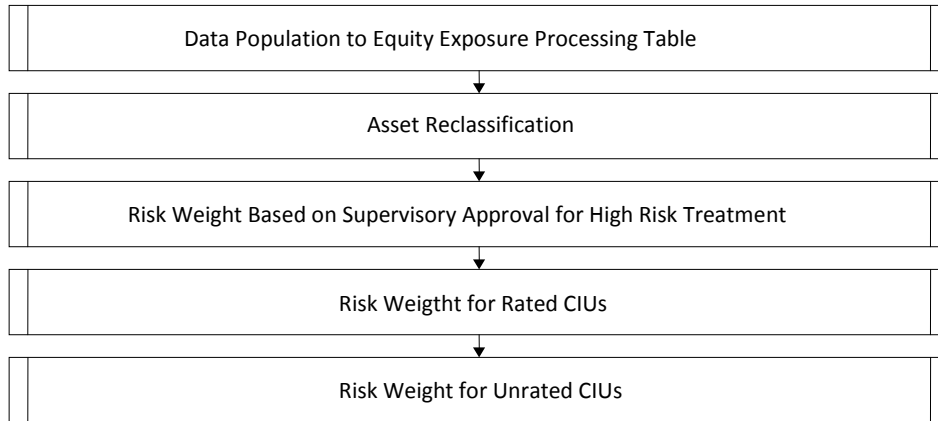 Data Population to Equity Exposure Processing Table
Asset Reclassification
Risk Weight Based on Supervisory Approval for High Risk Treatment
Risk Weigtht for Rated CIUs
Risk Weight for Unrated CIUs